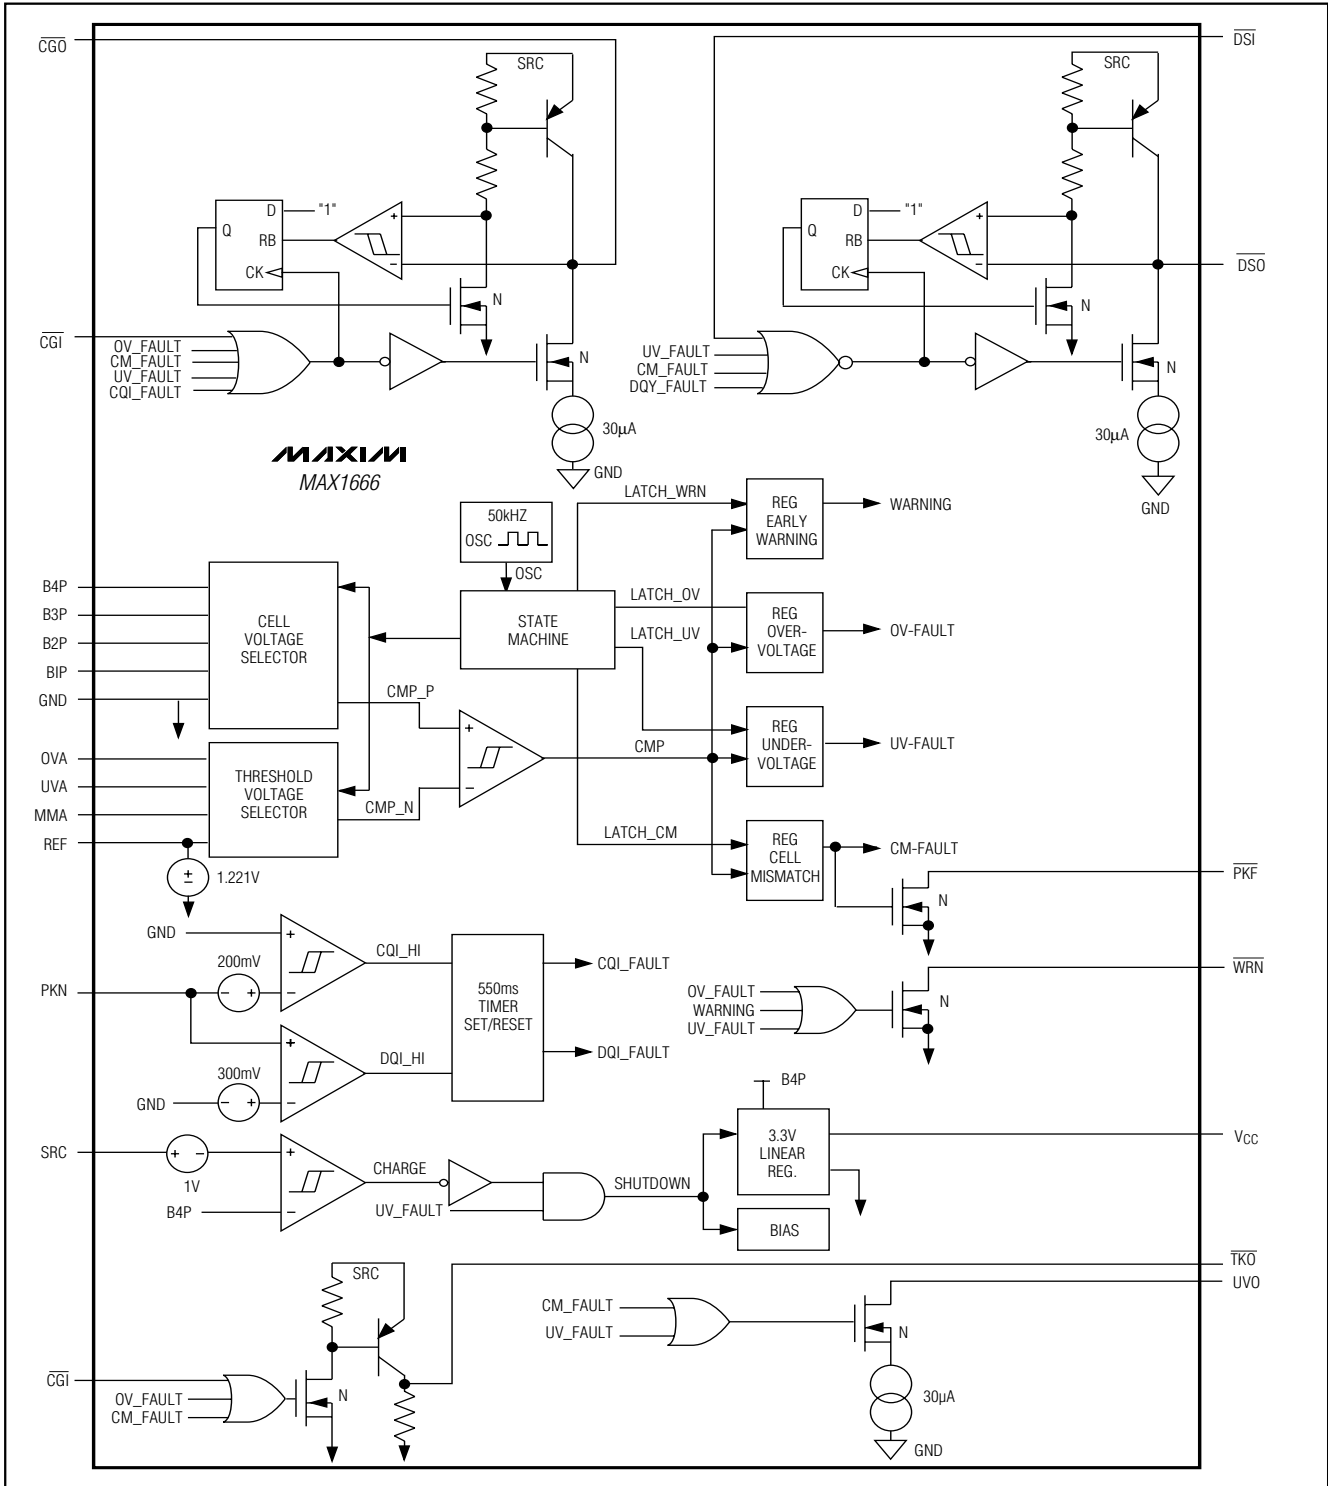 CGO
DSI
SRC
SRC
D
"1"
Q
RB
+
CK
−
N
D
"1"
Q
RB
+
CK
−
N
DSO
CGI
OV_FAULT
CM_FAULT
UV_FAULT
CQI_FAULT
N
UV_FAULT
CM_FAULT
DQY_FAULT
N
30µA
GND
30µA
GND
MAXIM
MAX1666
50kHZ
OSC
OSC
LATCH_WRN
REG
EARLY
WARNING
WARNING
B4P
B3P
B2P
BIP
GND
CELL
VOLTAGE
SELECTOR
STATE
MACHINE
LATCH_OV
LATCH_UV
REG
OVER-
VOLTAGE
OV-FAULT
CMP_P
+
−
CMP
REG
UNDER-
VOLTAGE
UV-FAULT
OVA
UVA
MMA
REF
THRESHOLD
VOLTAGE
SELECTOR
CMP_N
LATCH_CM
REG
CELL
MISMATCH
CM-FAULT
± 1.221V
N
PKF
GND
+
CQI_HI
200mV
− +
−
PKN
550ms
TIMER
SET/RESET
CQI_FAULT
DQI_FAULT
OV_FAULT
WARNING
UV_FAULT
N
WRN
+
DQI_HI
300mV
GND
− +
−
B4P
SRC
+ −
1V
+
CHARGE
B4P
−
UV_FAULT
SHUTDOWN
3.3V
LINEAR
REG.
VCC
BIAS
SRC
TKO
UVO
CM_FAULT
UV_FAULT
N
CGI
OV_FAULT
CM_FAULT
N
30µA
GND